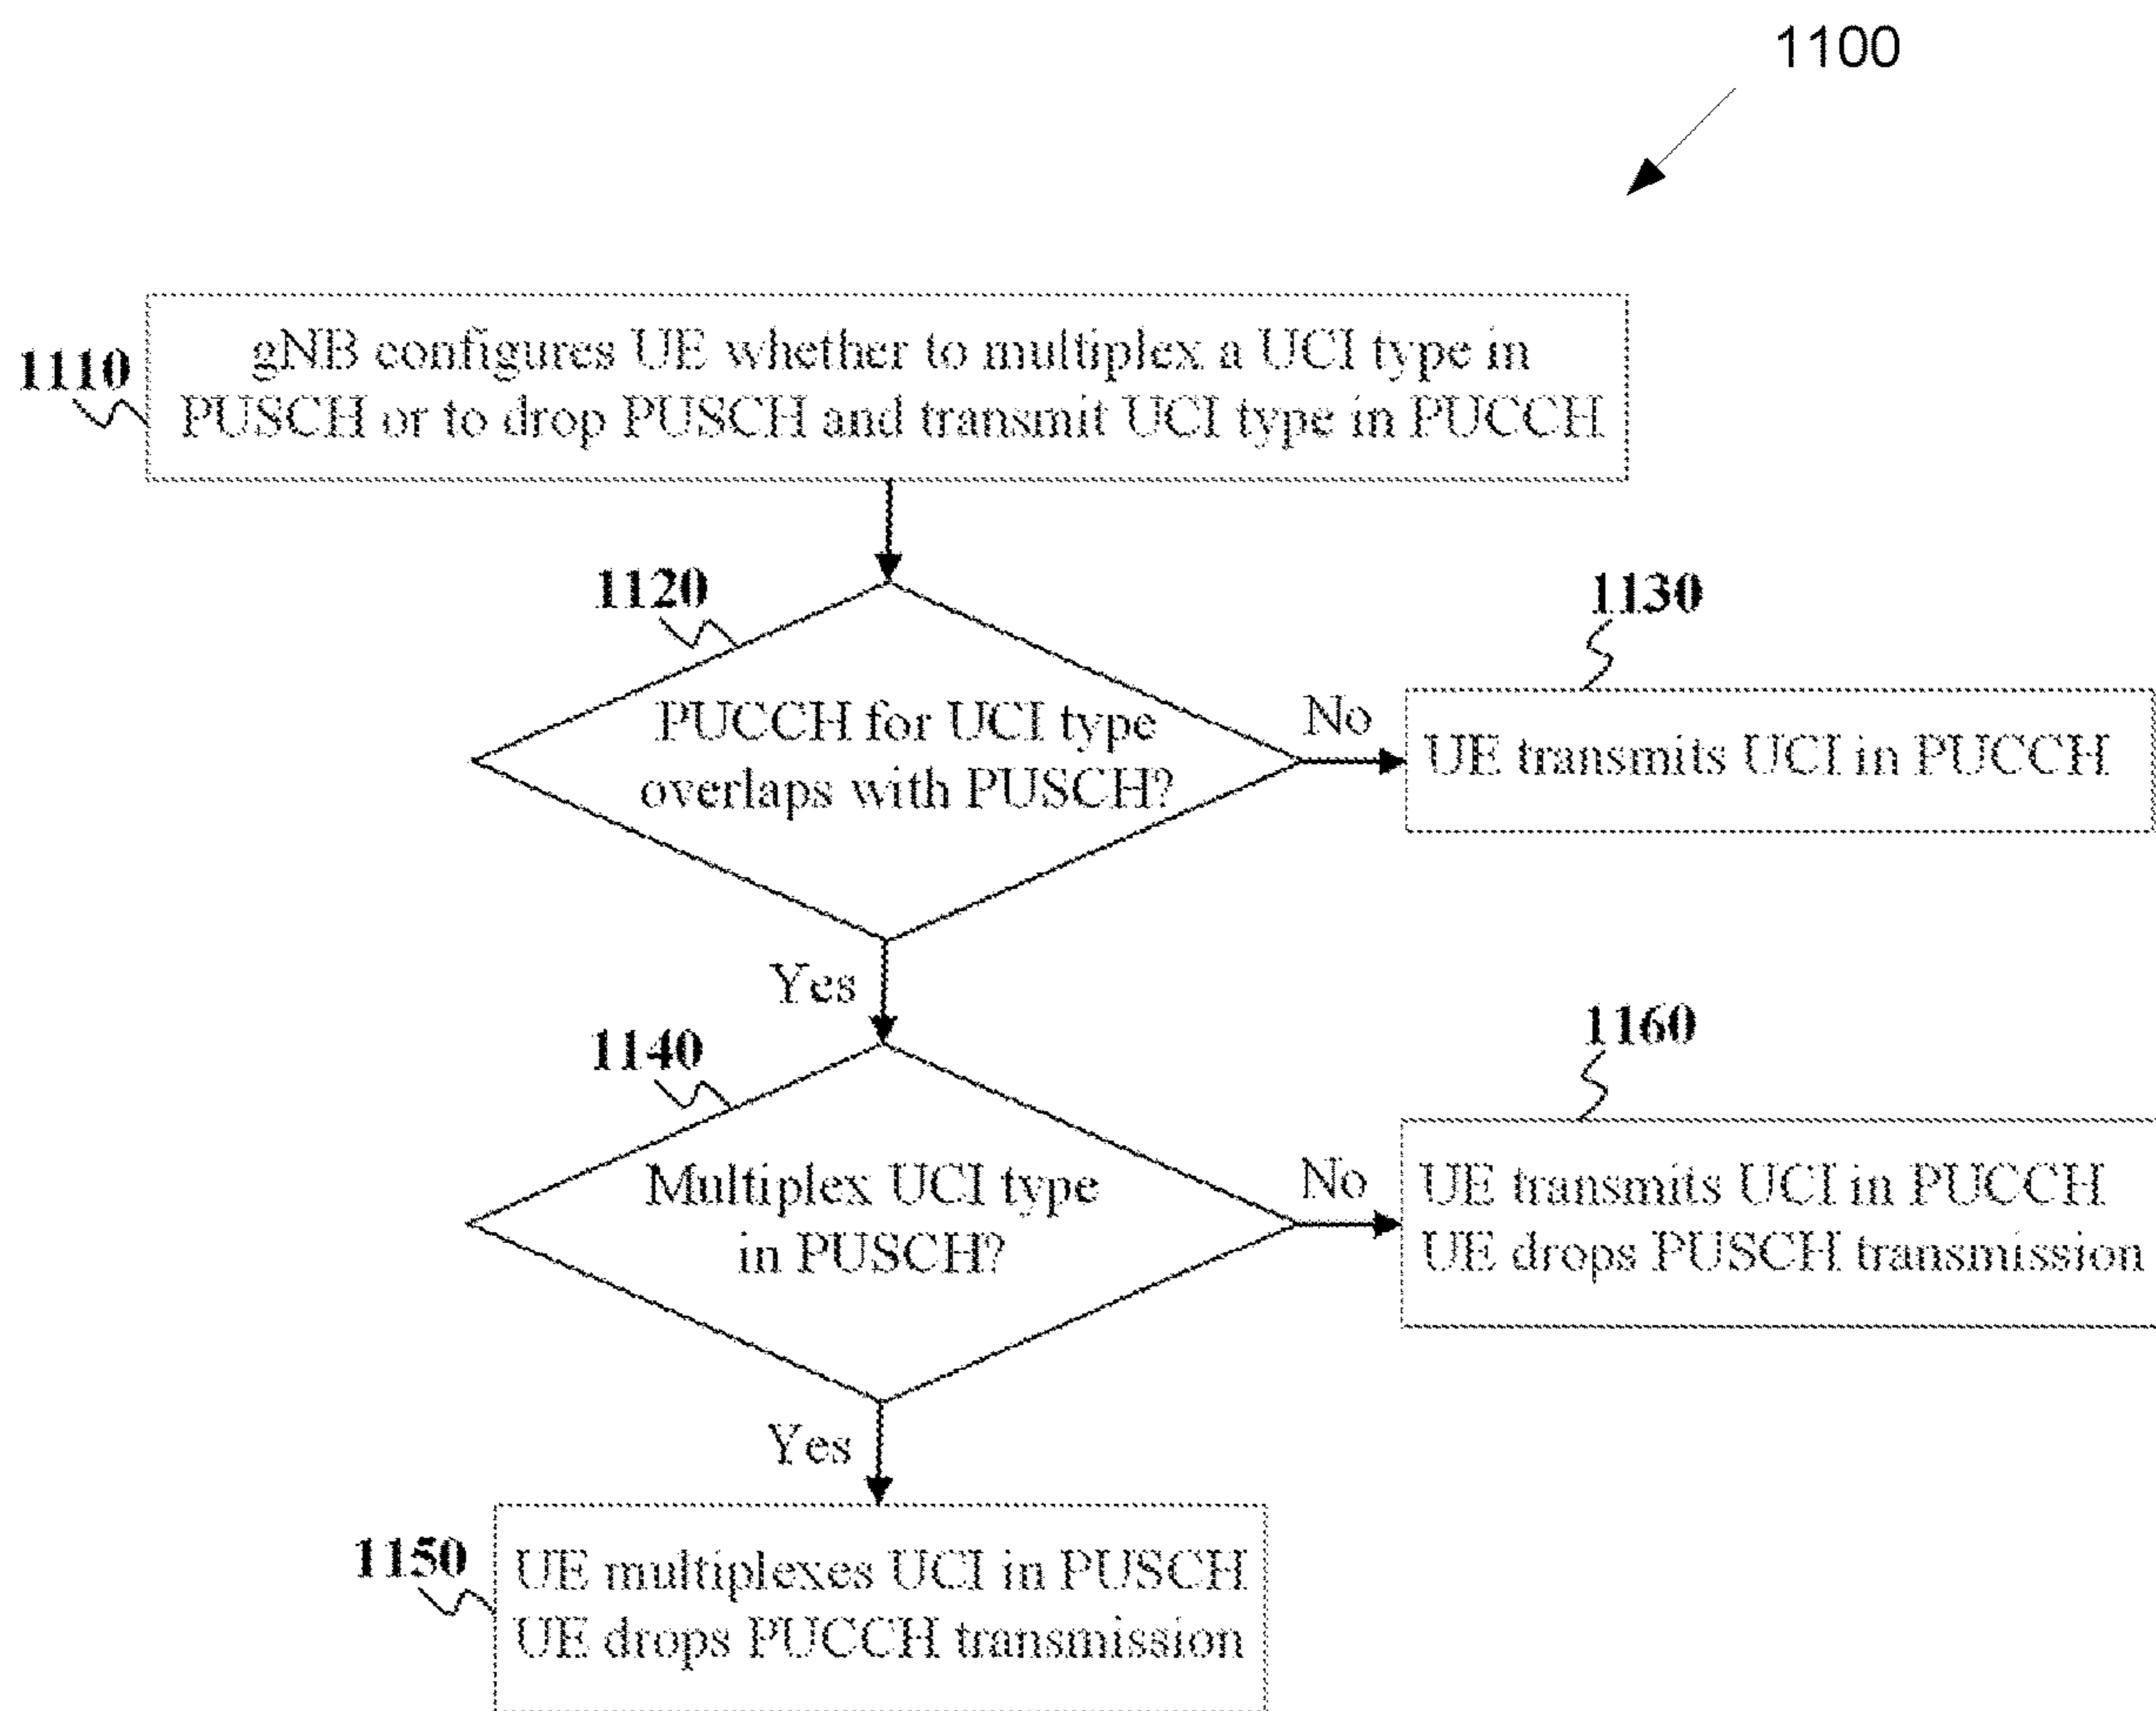 1100
1110
gNB configures UE whether to multiplex a UCI type in
PUSCH or to drop PUSCH and transmit UCI type in PUCCH
1120
PUCCH for UCI type
overlaps with PUSCH?
No
1130
UE transmits UCI in PUCCH
Yes
1140
Multiplex UCI type
in PUSCH?
No
1160
UE transmits UCI in PUCCH
UE drops PUSCH transmission
Yes
1150
UE multiplexes UCI in PUSCH
UE drops PUCCH transmission